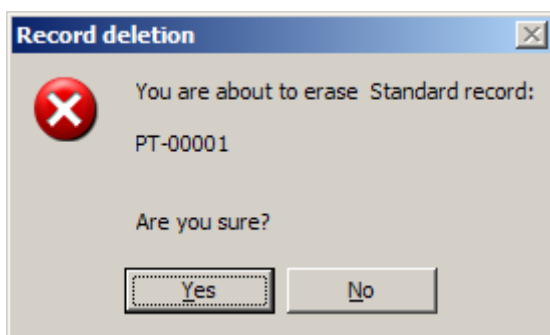 Record deletion
You are about to erase  Standard record:
PT-00001
Are you sure?
Yes
No